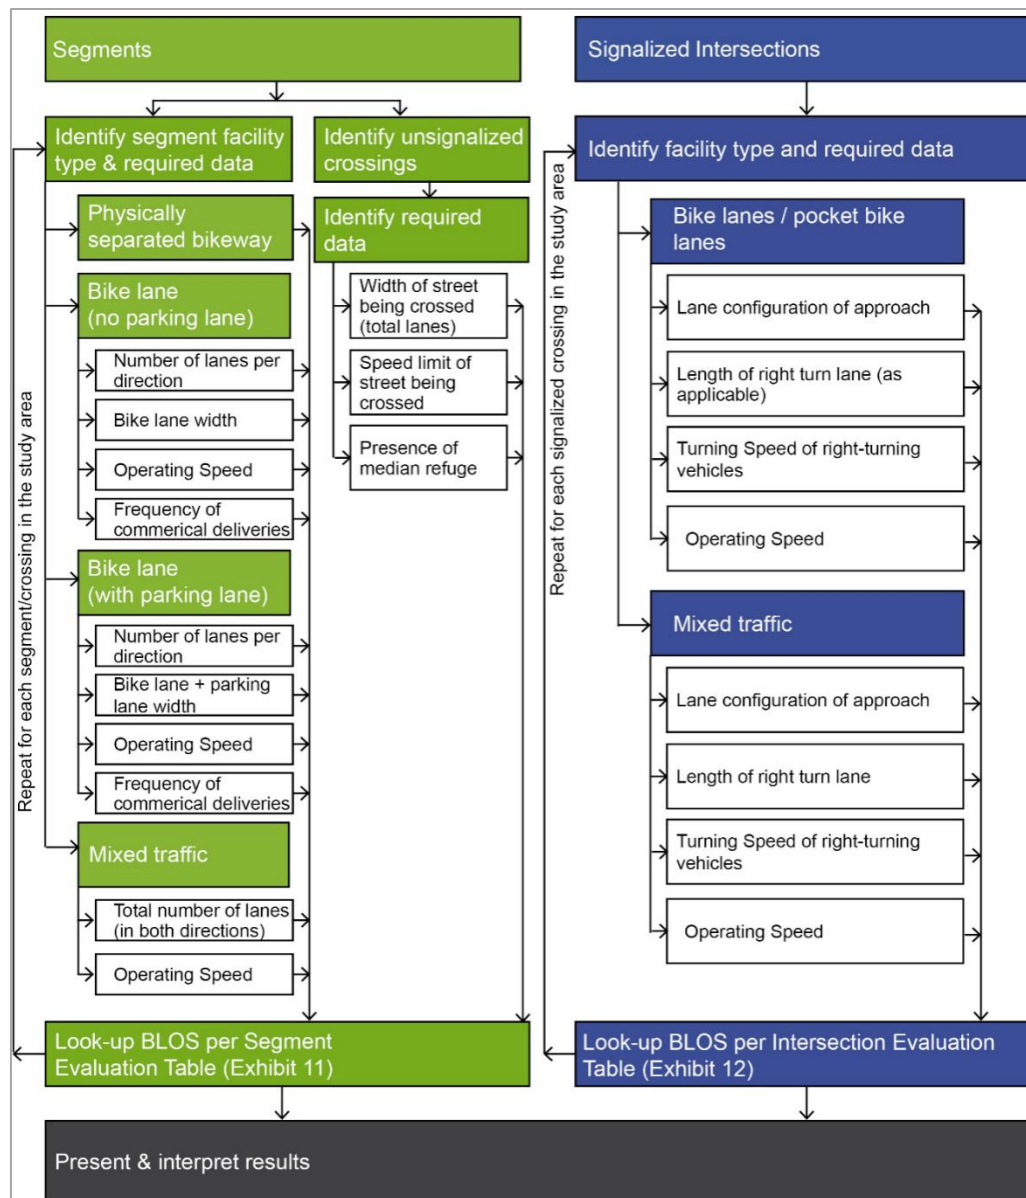 Segments
Identify segment facility
type & required data
Physically
separated bikeway
Bike lane
(no parking lane)
Number of lanes per
direction
Bike lane width
Operating Speed
Frequency of
commerical deliveries
Bike lane
(with parking lane)
Number of lanes per
direction
Bike lane + parking
lane width
Operating Speed
Frequency of
commerical deliveries
Mixed traffic
Total number of lanes
(in both directions)
Operating Speed
Identify unsignalized
crossings
Identify required
data
Width of street
being crossed
(total lanes)
Speed limit of
street being
crossed
Presence of
median refuge
Look-up BLOS per Segment
Evaluation Table (Exhibit 11)
Repeat for each segment/crossing in the study area
Signalized Intersections
Identify facility type and required data
Bike lanes / pocket bike
lanes
Lane configuration of approach
Length of right turn lane (as
applicable)
Turning Speed of right-turning
vehicles
Operating Speed
Mixed traffic
Lane configuration of approach
Length of right turn lane
Turning Speed of right-turning
vehicles
Operating Speed
Look-up BLOS per Intersection Evaluation
Table (Exhibit 12)
Repeat for each signalized crossing in the study area
Present & interpret results